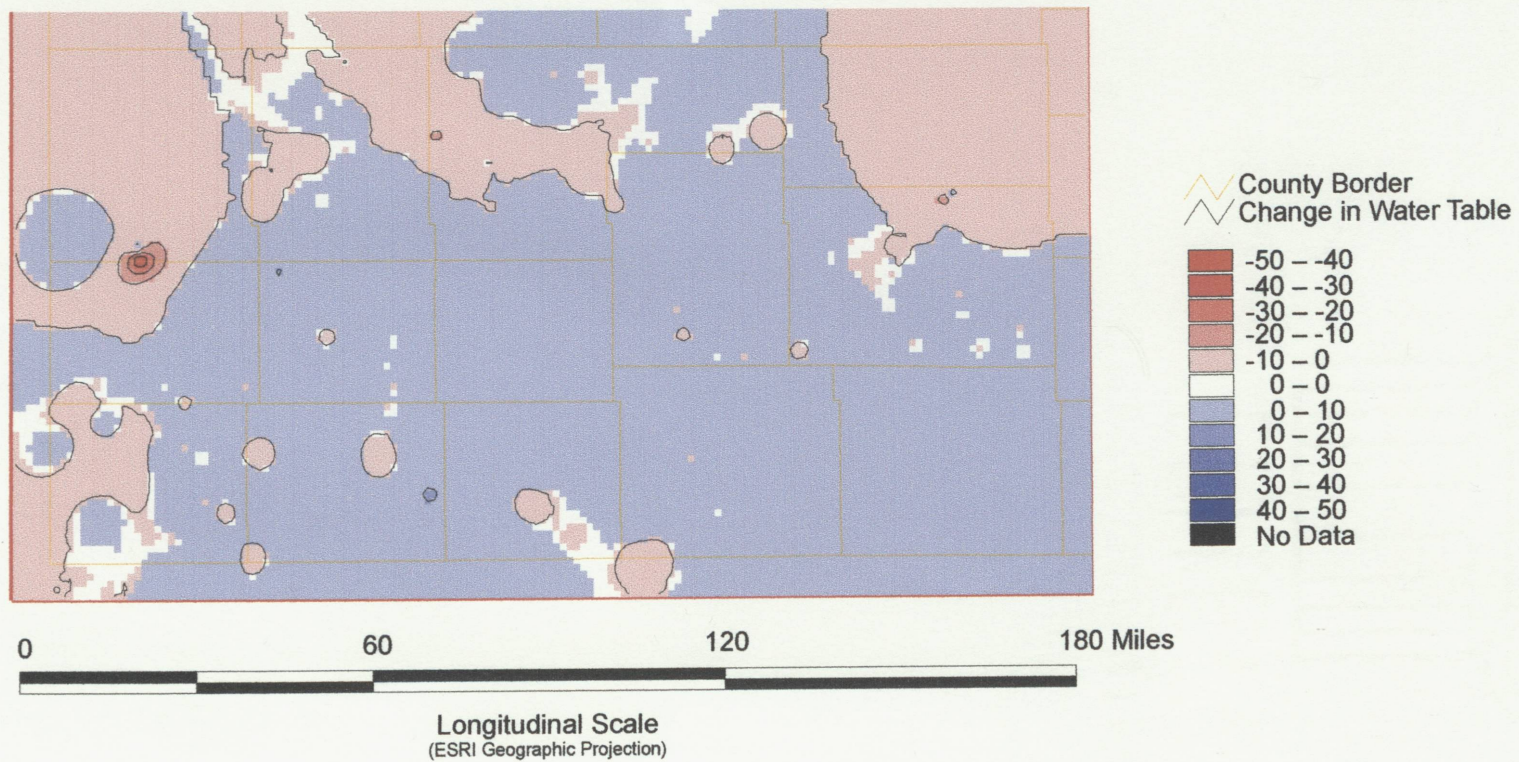 County Border
Change in Water Table
-50 – -40
-40 – -30
-30 – -20
-20 – -10
-10 – 0
0 – 0
0 – 10
10 – 20
20 – 30
30 – 40
40 – 50
No Data
0 60 120 180 Miles
Longitudinal Scale
(ESRI Geographic Projection)